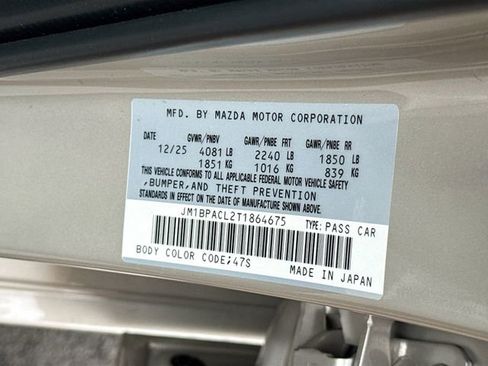 MFD. BY MAZDA MOTOR CORPORATION
DATE GVWR/PNBV GAWR/PNBE FRT GAWR/PNBE RR
12/25 4081 LB 2240 LB 1850 LB
1851 KG 1016 KG 839 KG
THIS VEHICLE CONFORMS TO ALL APPLICABLE FEDERAL MOTOR VEHICLE SAFETY
,BUMPER,AND THEFT PREVENTION
STANDARDS IN EFFECT ON THE DATE OF MANUFACTURE SHOWN ABOVE.
JM1BPACL2T1864675 TYPE: PASS CAR
BODY COLOR CODE;47S MADE IN JAPAN